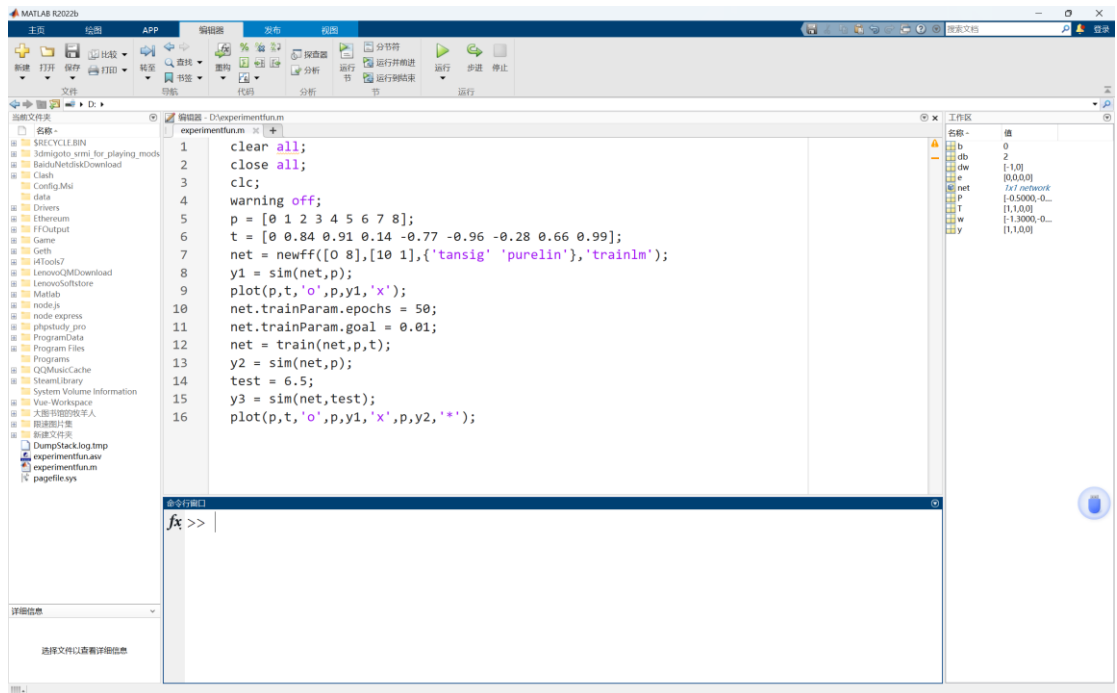 MATLAB R2022b
主页 绘图 APP 编辑器 发布 视图 搜索文档 登录
新建 打开 保存 比较 打印 转至 查找 书签 重构 探查器 分析 运行节 分节符 运行并前进 运行到结束 运行 步进 停止
文件 导航 代码 分析 节 运行
D:
当前文件夹
名称
$RECYCLE.BIN
3dmigoto_srmi_for_playing_mods
BaiduNetdiskDownload
Clash
Config.Msi
data
Drivers
Ethereum
FFOutput
Game
Geth
i4Tools7
LenovoQMDownload
LenovoSoftstore
Matlab
node.js
node express
phpstudy_pro
ProgramData
Program Files
Programs
QQMusicCache
SteamLibrary
System Volume Information
Vue-Workspace
大图书馆的牧羊人
限速图片集
新建文件夹
DumpStack.log.tmp
experimentfun.asv
experimentfun.m
pagefile.sys
详细信息
选择文件以查看详细信息
编辑器 - D:\experimentfun.m
experimentfun.m
1 clear all;
2 close all;
3 clc;
4 warning off;
5 p = [0 1 2 3 4 5 6 7 8];
6 t = [0 0.84 0.91 0.14 -0.77 -0.96 -0.28 0.66 0.99];
7 net = newff([O 8],[10 1],{'tansig' 'purelin'},'trainlm');
8 y1 = sim(net,p);
9 plot(p,t,'o',p,y1,'x');
10 net.trainParam.epochs = 50;
11 net.trainParam.goal = 0.01;
12 net = train(net,p,t);
13 y2 = sim(net,p);
14 test = 6.5;
15 y3 = sim(net,test);
16 plot(p,t,'o',p,y1,'x',p,y2,'*');
命令行窗口
fx >>
工作区
名称 值
b 0
db 2
dw [-1,0]
e [0,0,0,0]
net 1x1 network
P [-0.5000,-0...
T [1,1,0,0]
w [-1.3000,-0...
y [1,1,0,0]